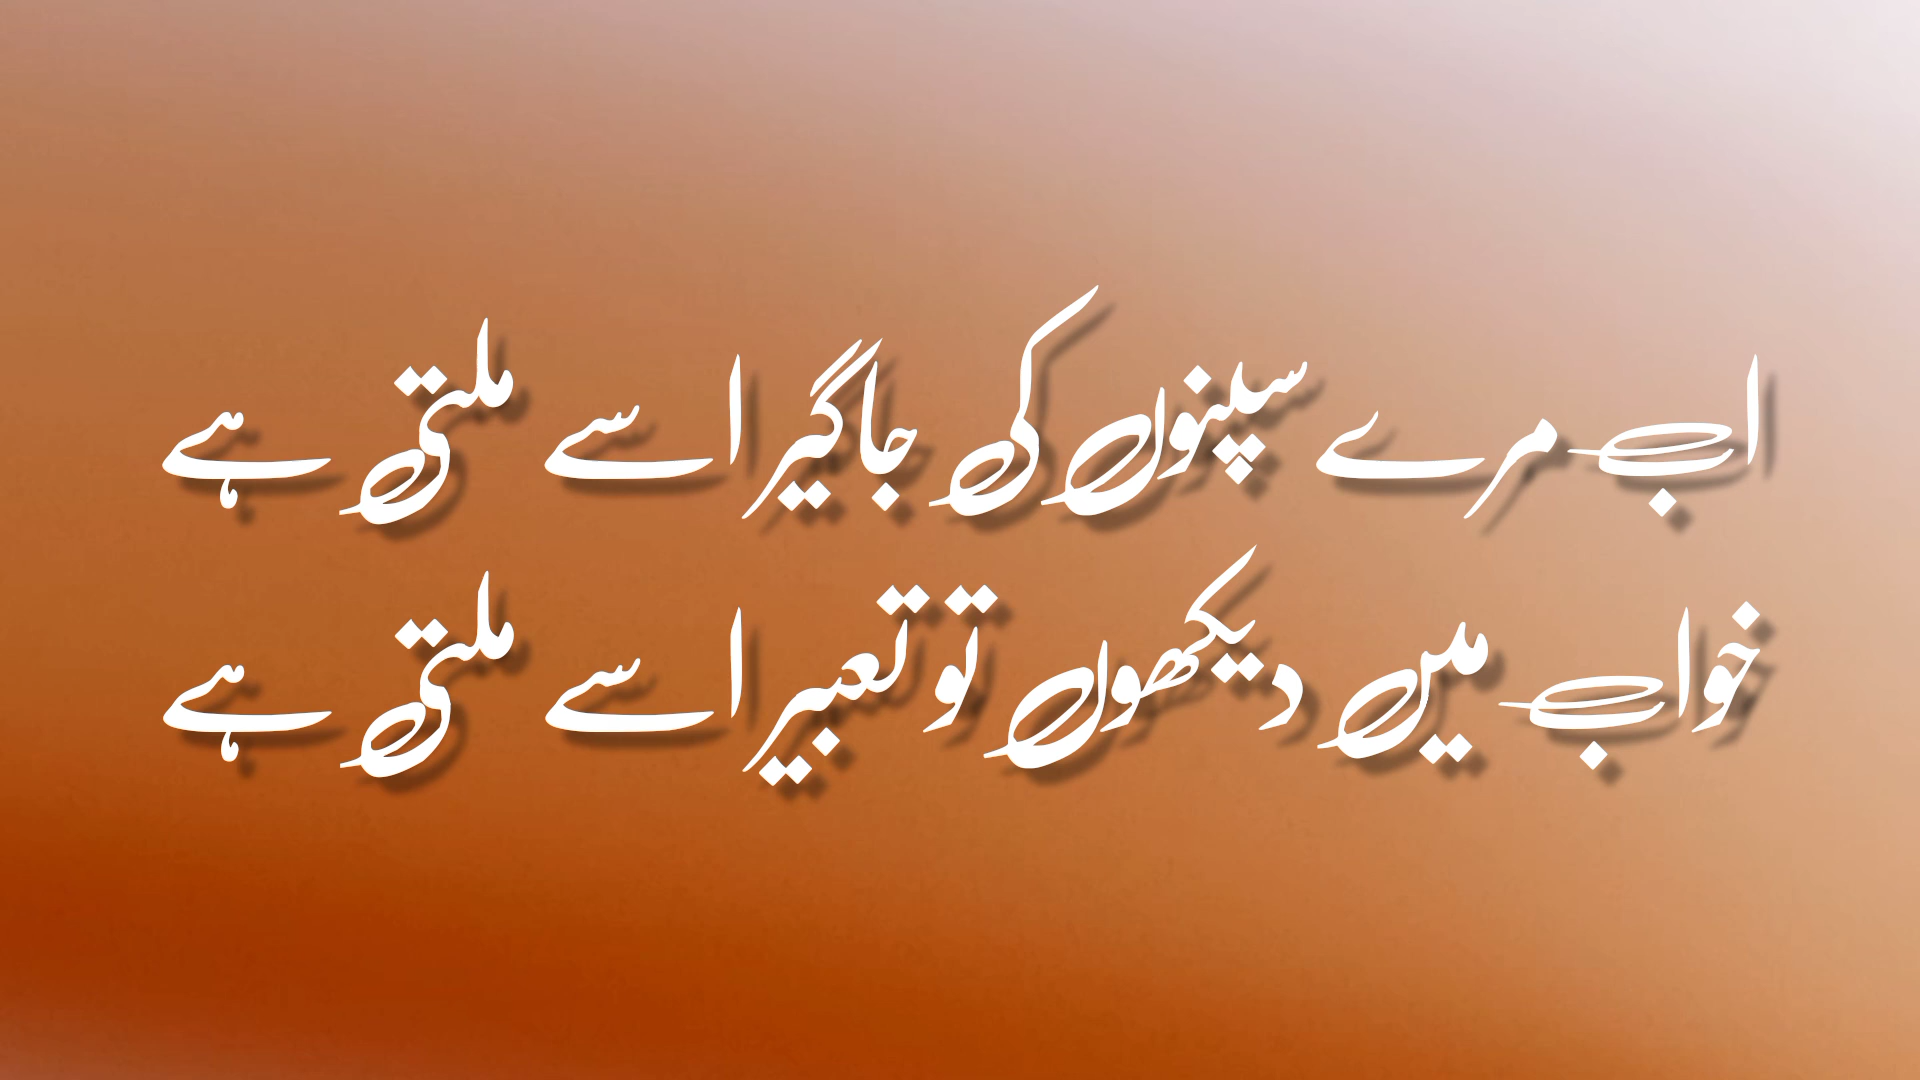 اب مرے سپنوں کی جاگیر اسے ملتی ہے
خواب میں دیکھوں تو تعبیر اسے ملتی ہے